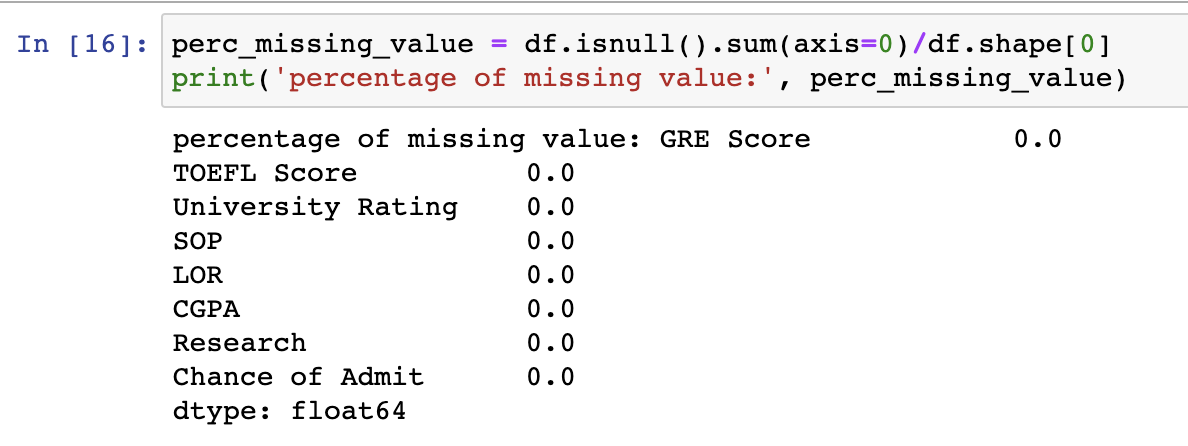 In [16]: perc_missing_value = df.isnull().sum(axis=0)/df.shape[0]
print('percentage of missing value:', perc_missing_value)
percentage of missing value: GRE Score            0.0
TOEFL Score          0.0
University Rating    0.0
SOP                  0.0
LOR                  0.0
CGPA                 0.0
Research             0.0
Chance of Admit      0.0
dtype: float64